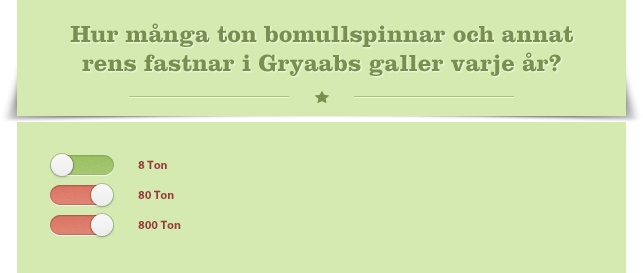 Hur många ton bomullspinnar och annat
rens fastnar i Gryaabs galler varje år?
8 Ton
80 Ton
800 Ton